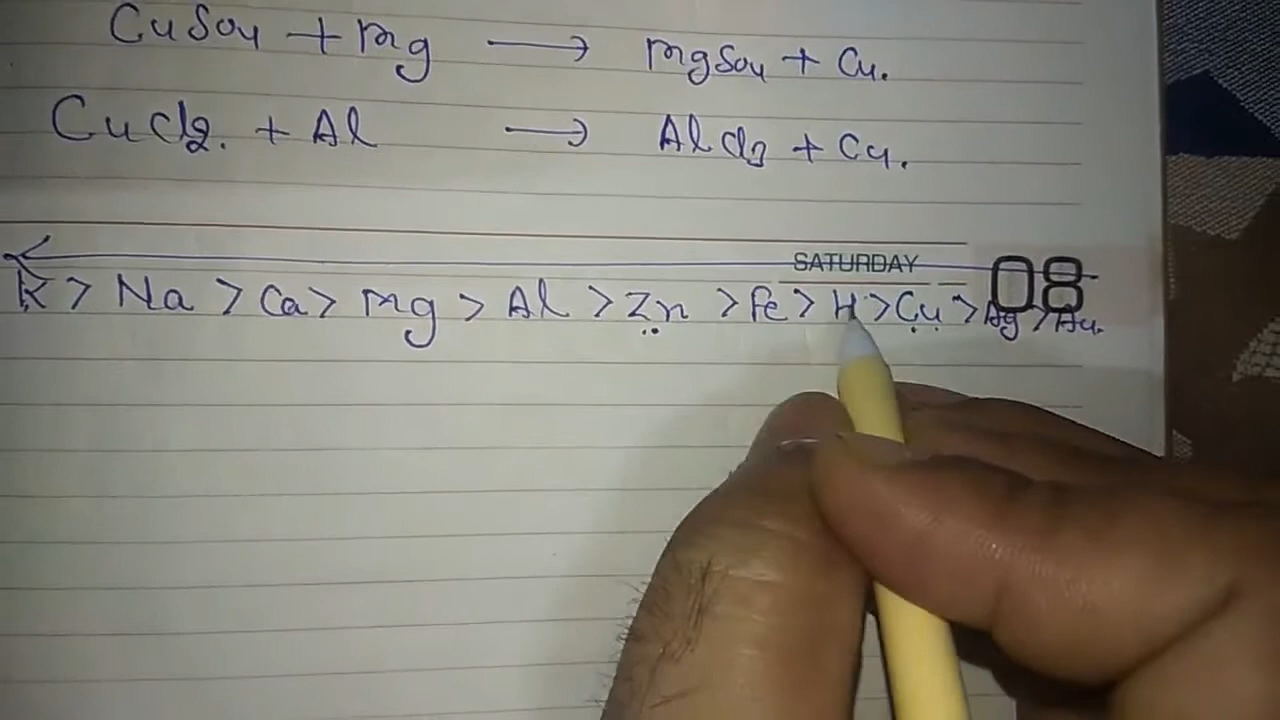 CuSO4 + Mg → MgSO4 + Cu.
CuCl2. + Al → AlCl3 + Cu.
SATURDAY 08
K > Na > Ca > Mg > Al > Zn > Fe > H > Cu > Ag > Au.